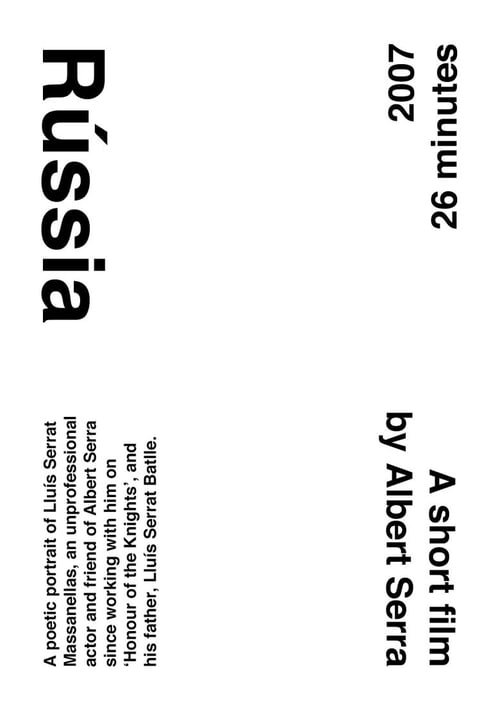 Rússia
2007
26 minutes
A short film
by Albert Serra
A poetic portrait of Lluís Serrat
Massanellas, an unprofessional
actor and friend of Albert Serra
since working with him on
‘Honour of the Knights’, and
his father, Lluís Serrat Batlle.